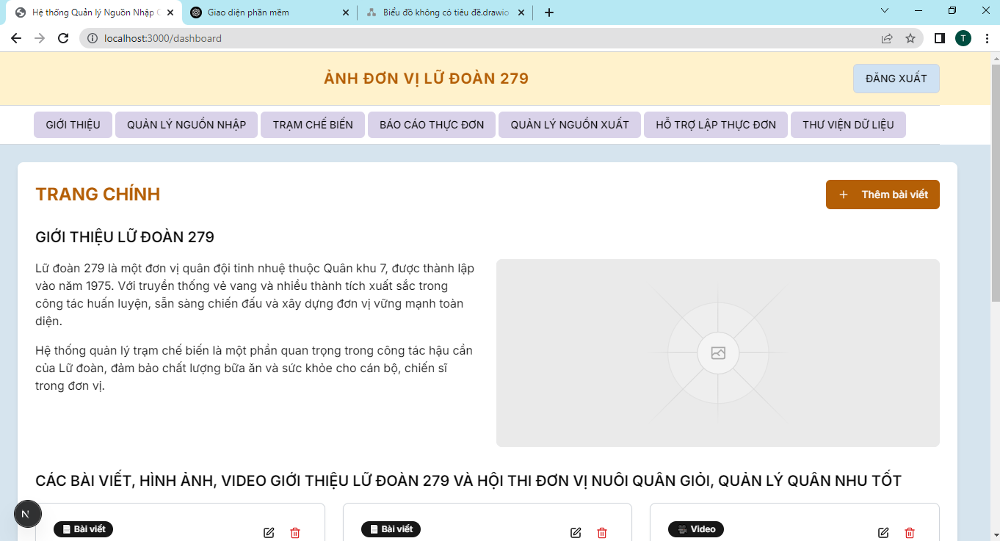 Hệ thống Quản lý Nguồn Nhập
Giao diện phần mềm
Biểu đồ không có tiêu đề.drawio
localhost:3000/dashboard
T
ẢNH ĐƠN VỊ LỮ ĐOÀN 279
ĐĂNG XUẤT
GIỚI THIỆU
QUẢN LÝ NGUỒN NHẬP
TRẠM CHẾ BIẾN
BÁO CÁO THỰC ĐƠN
QUẢN LÝ NGUỒN XUẤT
HỖ TRỢ LẬP THỰC ĐƠN
THƯ VIỆN DỮ LIỆU
TRANG CHÍNH
+ Thêm bài viết
GIỚI THIỆU LỮ ĐOÀN 279
Lữ đoàn 279 là một đơn vị quân đội tinh nhuệ thuộc Quân khu 7, được thành lập
vào năm 1975. Với truyền thống vẻ vang và nhiều thành tích xuất sắc trong
công tác huấn luyện, sẵn sàng chiến đấu và xây dựng đơn vị vững mạnh toàn
diện.
Hệ thống quản lý trạm chế biến là một phần quan trọng trong công tác hậu cần
của Lữ đoàn, đảm bảo chất lượng bữa ăn và sức khỏe cho cán bộ, chiến sĩ
trong đơn vị.
CÁC BÀI VIẾT, HÌNH ẢNH, VIDEO GIỚI THIỆU LỮ ĐOÀN 279 VÀ HỘI THI ĐƠN VỊ NUÔI QUÂN GIỎI, QUẢN LÝ QUÂN NHU TỐT
N
Bài viết
Bài viết
Video